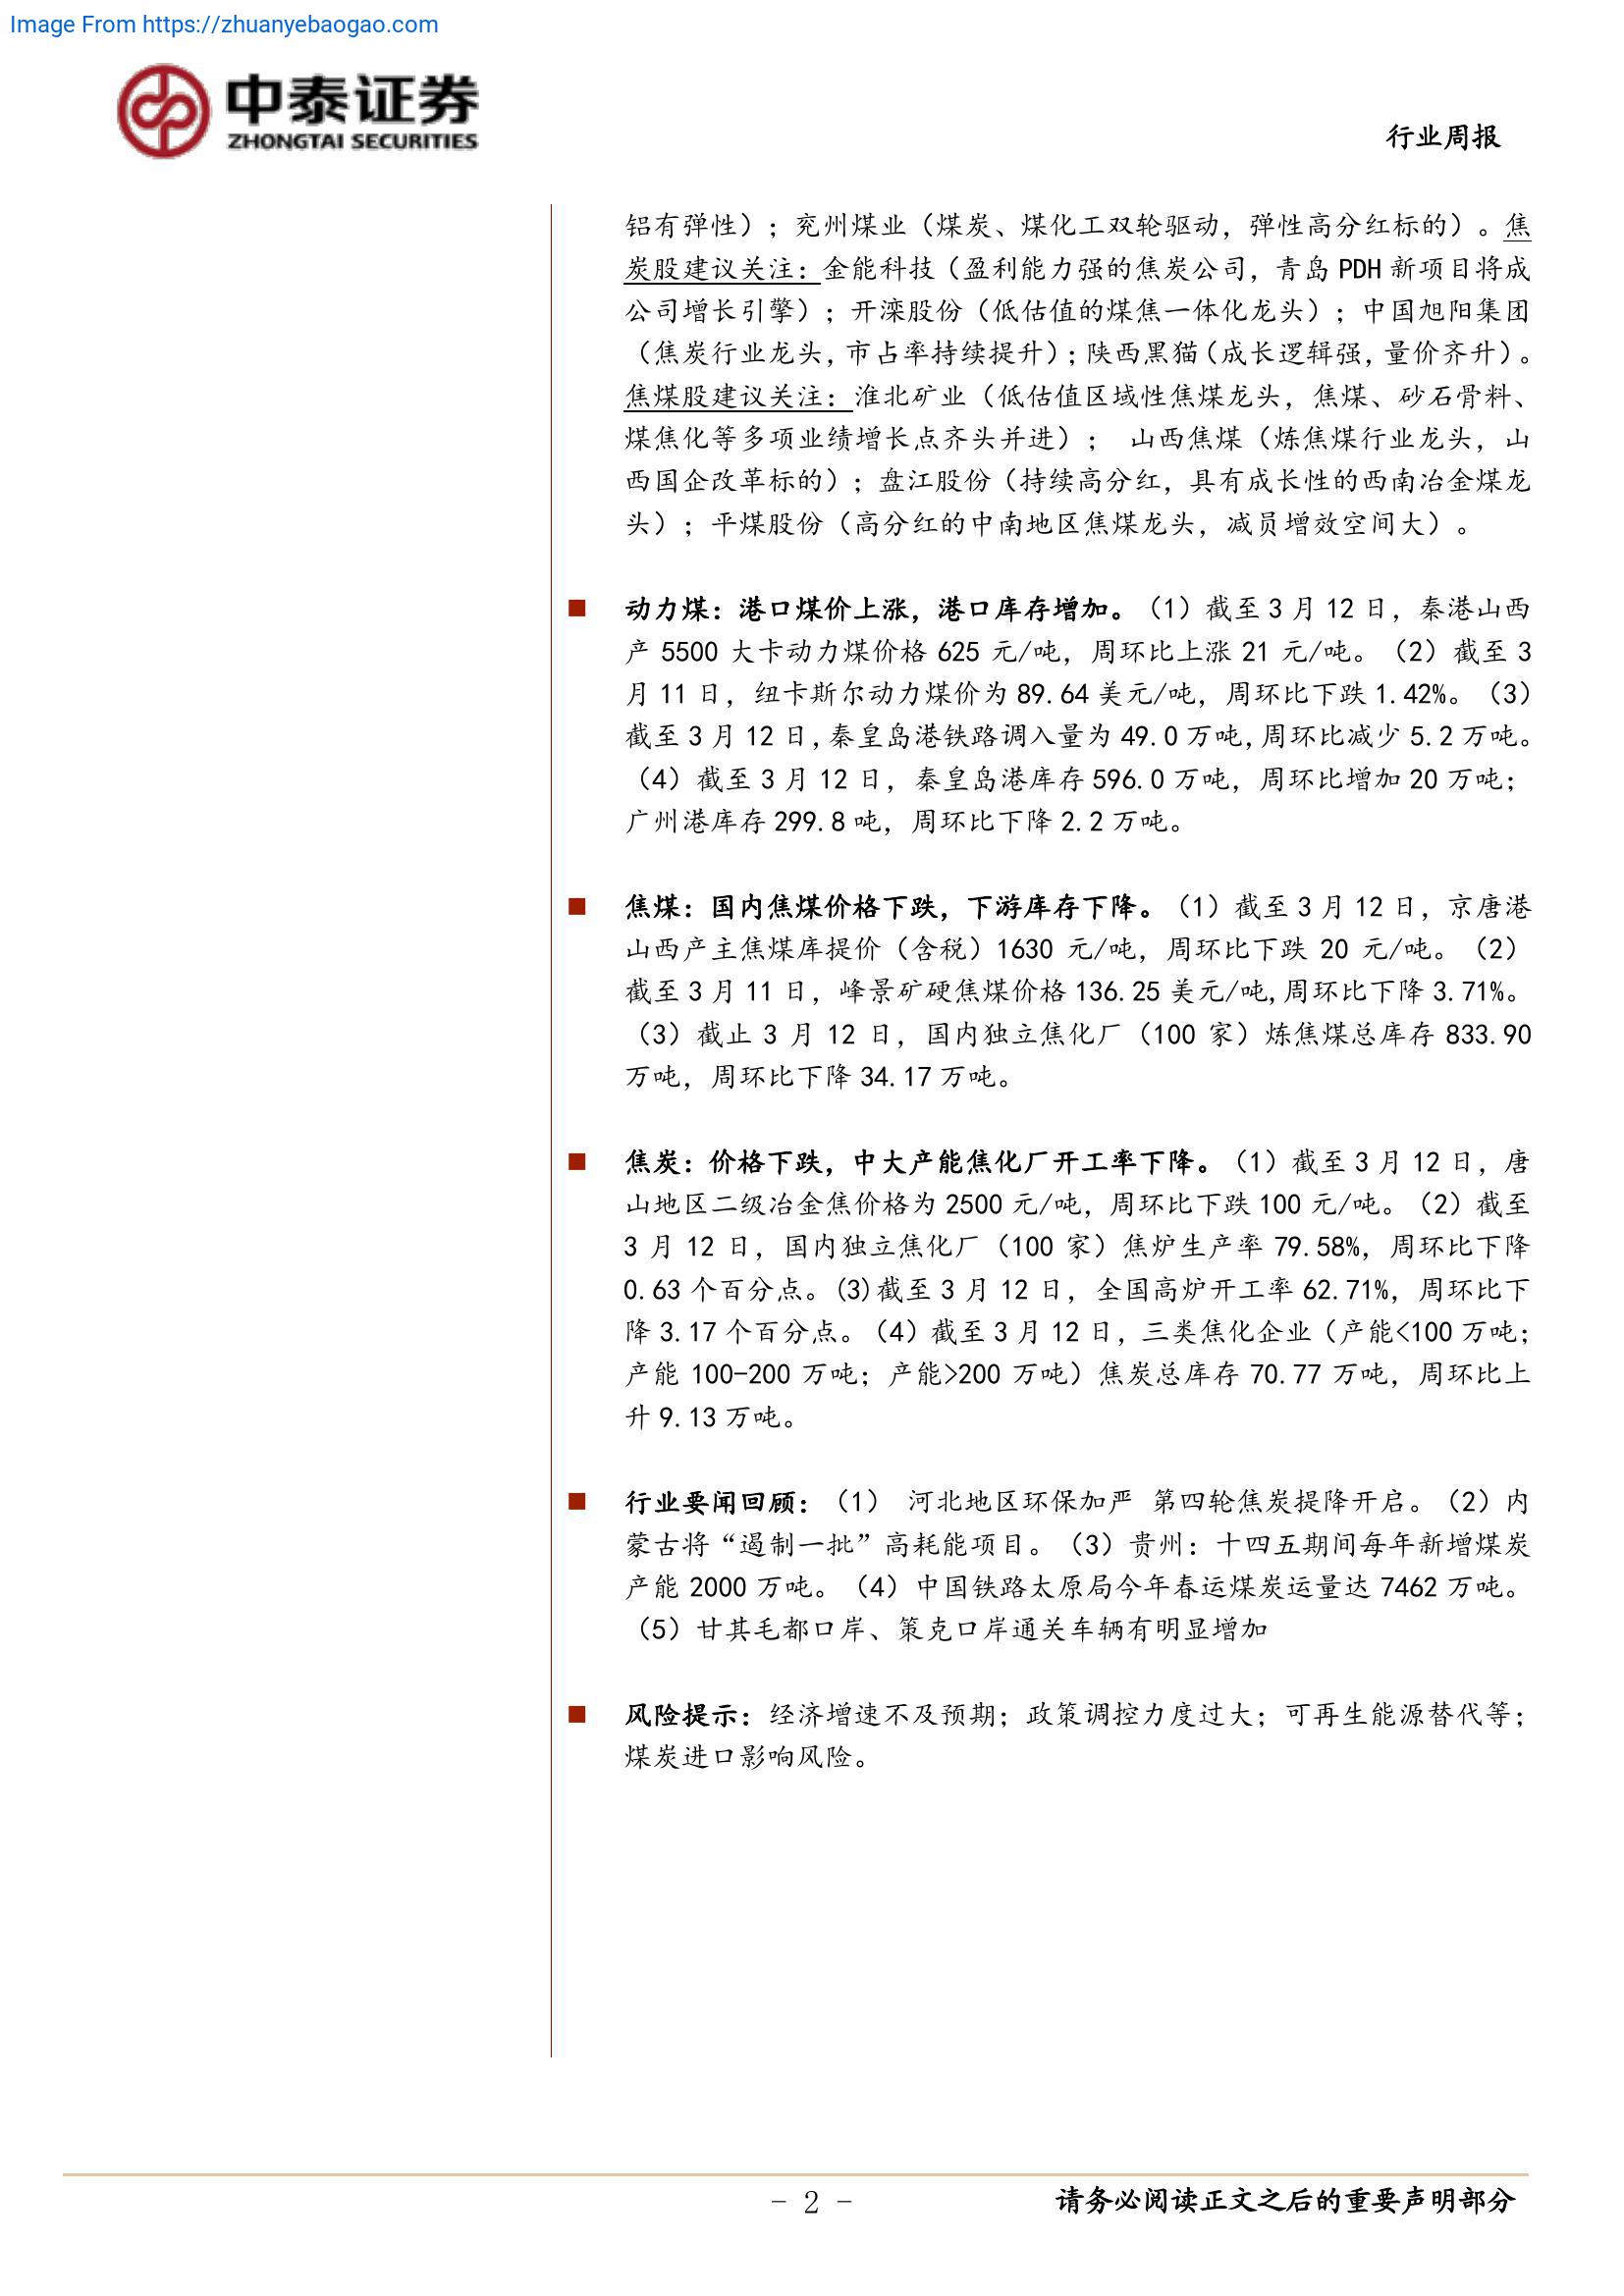 Image From https://zhuanyebaogao.com
中泰证券
ZHONGTAI SECURITIES
行业周报
铝有弹性）；兖州煤业（煤炭、煤化工双轮驱动，弹性高分红标的）。焦
炭股建议关注：金能科技（盈利能力强的焦炭公司，青岛 PDH 新项目将成
公司增长引擎）；开滦股份（低估值的煤焦一体化龙头）；中国旭阳集团
（焦炭行业龙头，市占率持续提升）；陕西黑猫（成长逻辑强，量价齐升）。
焦煤股建议关注：淮北矿业（低估值区域性焦煤龙头，焦煤、砂石骨料、
煤焦化等多项业绩增长点齐头并进）； 山西焦煤（炼焦煤行业龙头，山
西国企改革标的）；盘江股份（持续高分红，具有成长性的西南冶金煤龙
头）；平煤股份（高分红的中南地区焦煤龙头，减员增效空间大）。
■ 动力煤：港口煤价上涨，港口库存增加。（1）截至 3 月 12 日，秦港山西
产 5500 大卡动力煤价格 625 元/吨，周环比上涨 21 元/吨。（2）截至 3
月 11 日，纽卡斯尔动力煤价为 89.64 美元/吨，周环比下跌 1.42%。（3）
截至 3 月 12 日,秦皇岛港铁路调入量为 49.0 万吨,周环比减少 5.2 万吨。
（4）截至 3 月 12 日，秦皇岛港库存 596.0 万吨，周环比增加 20 万吨；
广州港库存 299.8 吨，周环比下降 2.2 万吨。
■ 焦煤：国内焦煤价格下跌，下游库存下降。（1）截至 3 月 12 日，京唐港
山西产主焦煤库提价（含税）1630 元/吨，周环比下跌 20 元/吨。（2）
截至 3 月 11 日，峰景矿硬焦煤价格 136.25 美元/吨,周环比下降 3.71%。
（3）截止 3 月 12 日，国内独立焦化厂（100 家）炼焦煤总库存 833.90
万吨，周环比下降 34.17 万吨。
■ 焦炭：价格下跌，中大产能焦化厂开工率下降。（1）截至 3 月 12 日，唐
山地区二级冶金焦价格为 2500 元/吨，周环比下跌 100 元/吨。（2）截至
3 月 12 日，国内独立焦化厂（100 家）焦炉生产率 79.58%，周环比下降
0.63 个百分点。(3)截至 3 月 12 日，全国高炉开工率 62.71%，周环比下
降 3.17 个百分点。（4）截至 3 月 12 日，三类焦化企业（产能<100 万吨；
产能 100-200 万吨；产能>200 万吨）焦炭总库存 70.77 万吨，周环比上
升 9.13 万吨。
■ 行业要闻回顾：（1） 河北地区环保加严 第四轮焦炭提降开启。（2）内
蒙古将“遏制一批”高耗能项目。（3）贵州：十四五期间每年新增煤炭
产能 2000 万吨。（4）中国铁路太原局今年春运煤炭运量达 7462 万吨。
（5）甘其毛都口岸、策克口岸通关车辆有明显增加
■ 风险提示：经济增速不及预期；政策调控力度过大；可再生能源替代等；
煤炭进口影响风险。
- 2 -
请务必阅读正文之后的重要声明部分